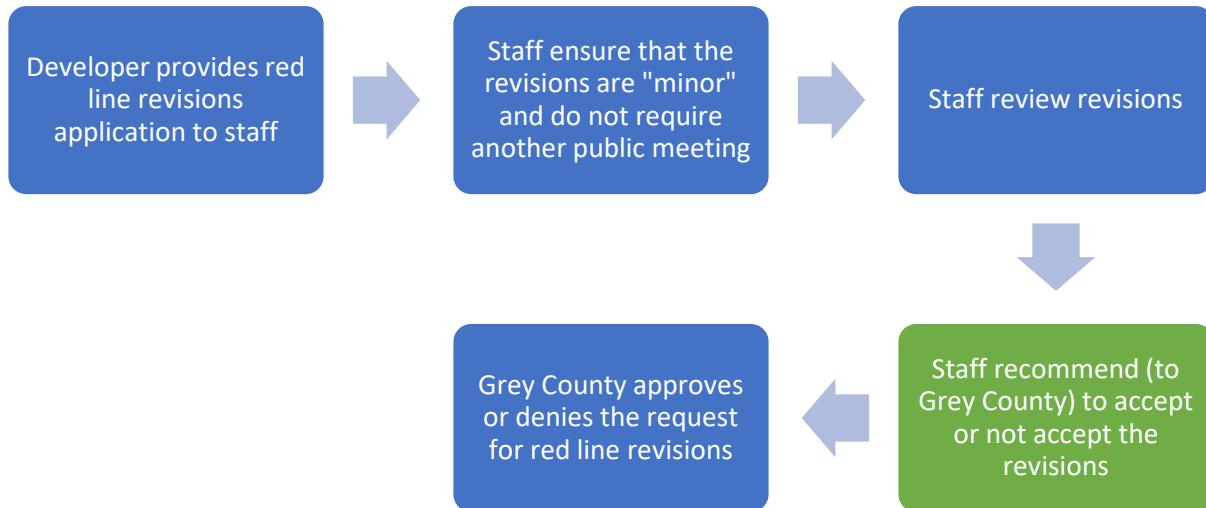 Developer provides red
line revisions
application to staff
Staff ensure that the
revisions are "minor"
and do not require
another public meeting
Staff review revisions
Staff recommend (to
Grey County) to accept
or not accept the
revisions
Grey County approves
or denies the request
for red line revisions